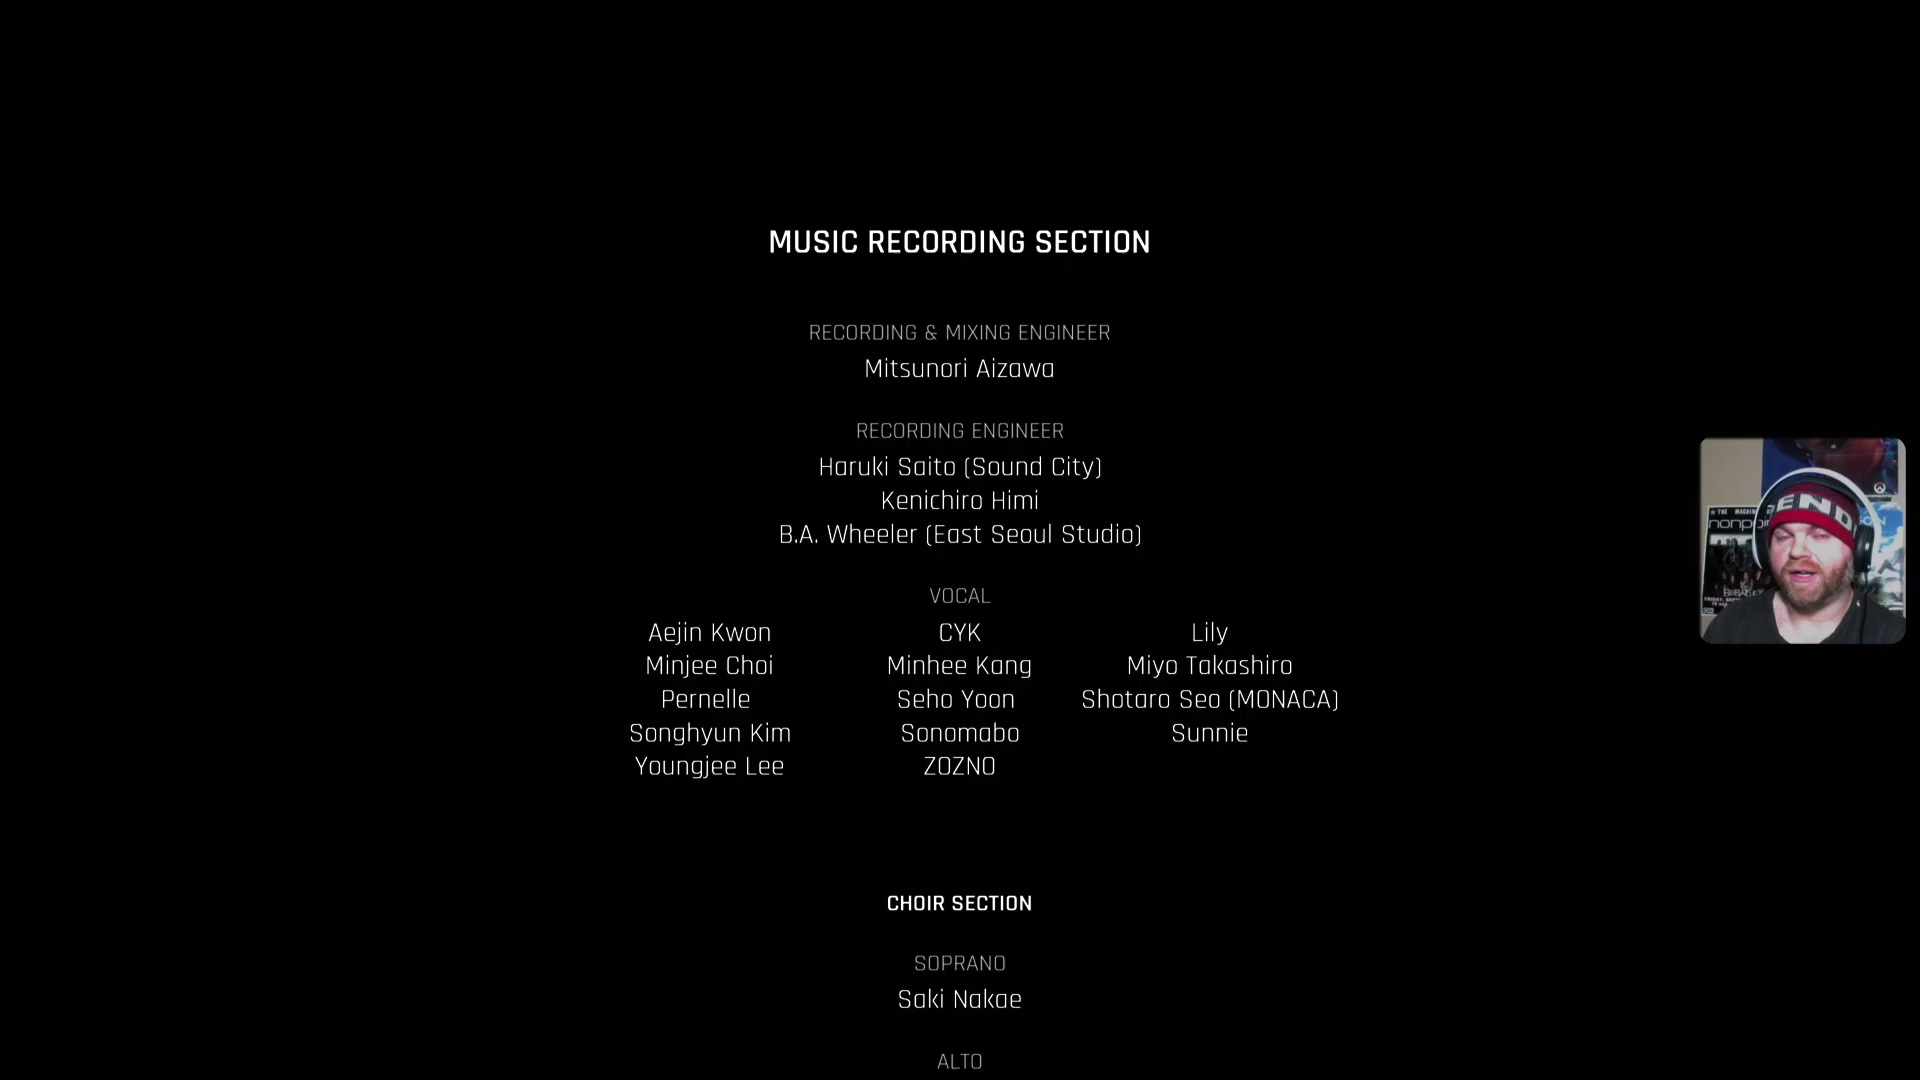 MUSIC RECORDING SECTION
RECORDING & MIXING ENGINEER
Mitsunori Aizawa
RECORDING ENGINEER
Haruki Saito (Sound City)
Kenichiro Himi
B.A. Wheeler (East Seoul Studio)
VOCAL
Aejin Kwon CYK Lily
Minjee Choi Minhee Kang Miyo Takashiro
Pernelle Seho Yoon Shotaro Seo (MONACA)
Songhyun Kim Sonomabo Sunnie
Youngjee Lee ZOZNO
CHOIR SECTION
SOPRANO
Saki Nakae
ALTO
THE
END